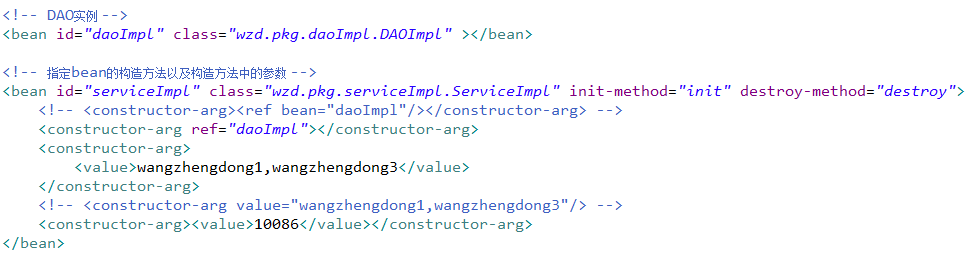 <!-- DAO实例 -->
<bean id="daoImpl" class="wzd.pkg.daoImpl.DAOImpl" ></bean>
<!-- 指定bean的构造方法以及构造方法中的参数 -->
<bean id="serviceImpl" class="wzd.pkg.serviceImpl.ServiceImpl" init-method="init" destroy-method="destroy">
<!-- <constructor-arg><ref bean="daoImpl"/></constructor-arg> -->
<constructor-arg ref="daoImpl"></constructor-arg>
<constructor-arg>
<value>wangzhengdong1,wangzhengdong3</value>
</constructor-arg>
<!-- <constructor-arg value="wangzhengdong1,wangzhengdong3"/> -->
<constructor-arg><value>10086</value></constructor-arg>
</bean>